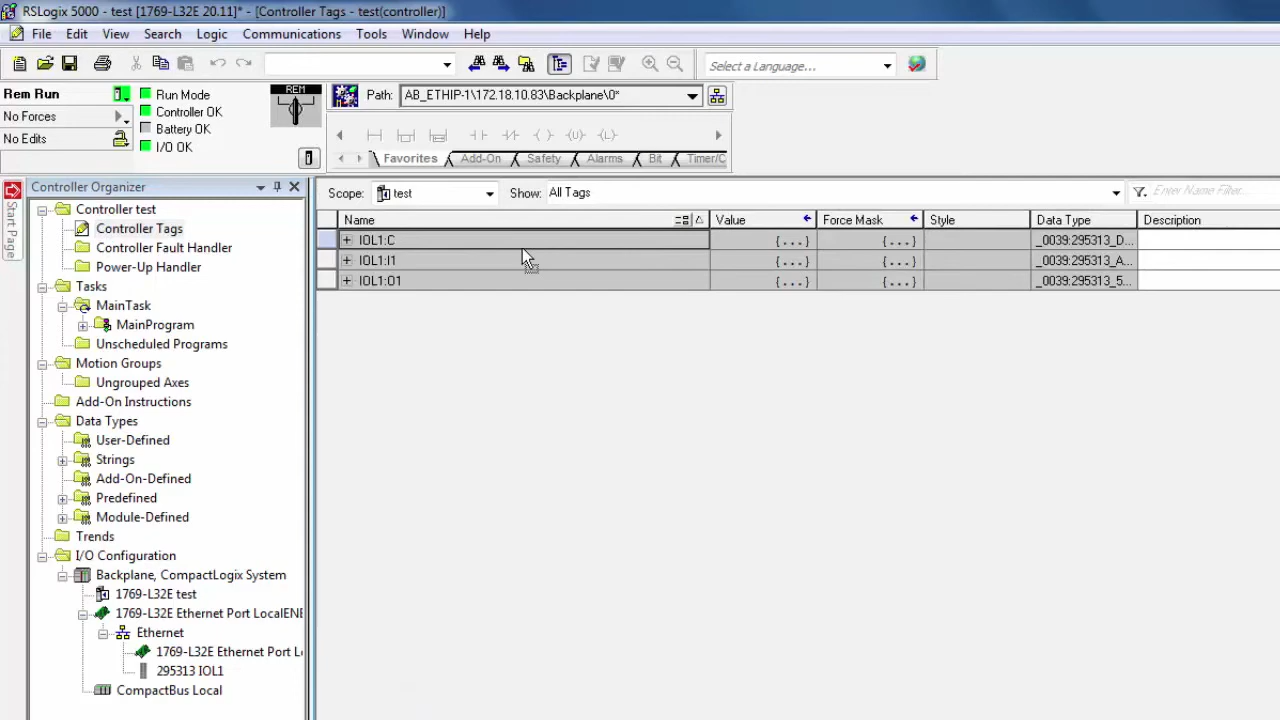 RSLogix 5000 - test [1769-L32E 20.11]* - [Controller Tags - test(controller)]
File Edit View Search Logic Communications Tools Window Help
Select a Language...
Rem Run
Run Mode
No Forces
Controller OK
Battery OK
No Edits
I/O OK
REM
Path: AB_ETHIP-1\172.18.10.83\Backplane\0*
Favorites Add-On Safety Alarms Bit Timer/C
Start Page
Controller Organizer
Controller test
Controller Tags
Controller Fault Handler
Power-Up Handler
Tasks
MainTask
MainProgram
Unscheduled Programs
Motion Groups
Ungrouped Axes
Add-On Instructions
Data Types
User-Defined
Strings
Add-On-Defined
Predefined
Module-Defined
Trends
I/O Configuration
Backplane, CompactLogix System
1769-L32E test
1769-L32E Ethernet Port LocalENB
Ethernet
1769-L32E Ethernet Port Lo
295313 IOL1
CompactBus Local
Scope: test Show: All Tags Enter Name Filter...
Name Value Force Mask Style Data Type Description
IOL1:C {...} {...} _0039:295313_D...
IOL1:I1 {...} {...} _0039:295313_A...
IOL1:O1 {...} {...} _0039:295313_5...